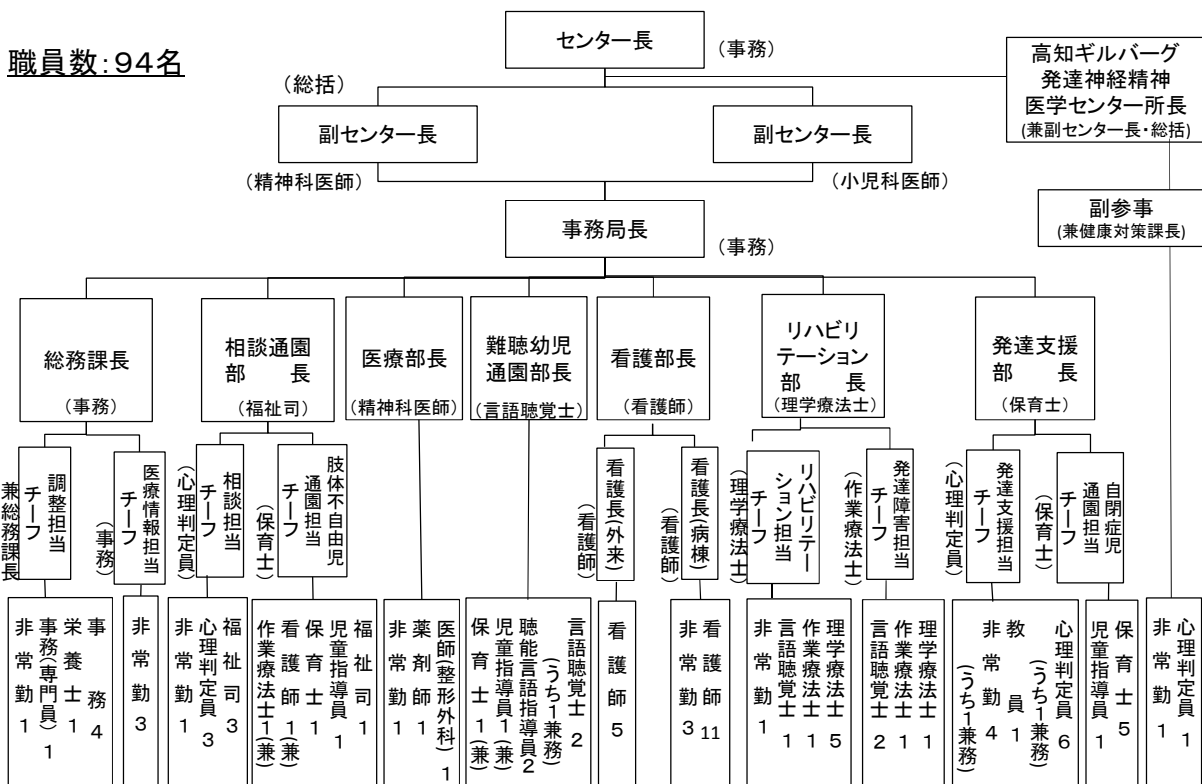 職員数:94名
センター長
(事務)
高知ギルバーグ
発達神経精神
医学センター所長
(兼副センター長・総括)
(総括)
副センター長
(精神科医師)
副センター長
(小児科医師)
副参事
(兼健康対策課長)
事務局長
(事務)
総務課長
(事務)
相談通園
部 長
(福祉司)
医療部長
(精神科医師)
難聴幼児
通園部長
(言語聴覚士)
看護部長
(看護師)
リハビリ
テーション
部 長
(理学療法士)
発達支援
部 長
(保育士)
調整担当
チーフ
兼総務課長
医療情報担当
チーフ
(事務)
相談担当
チーフ
(心理判定員)
肢体不自由児
通園担当
チーフ
(保育士)
看護長(外来)
(看護師)
看護長(病棟)
(看護師)
リハビリテー
ション担当
チーフ
(理学療法士)
発達障害担当
チーフ
(作業療法士)
発達支援担当
チーフ
(心理判定員)
自閉症児
通園担当
チーフ
(保育士)
事務4
栄養士1
事務(専門員)1
非常勤1
非常勤3
福祉司3
心理判定員3
非常勤1
福祉司1
児童指導員1
保育士1
看護師1(兼)
作業療法士1(兼)
医師(整形外科)1
薬剤師1
非常勤1
言語聴覚士2
(うち1兼務)
聴能言語指導員2
児童指導員1(兼)
保育士1(兼)
看護師5
看護師11
非常勤3
理学療法士5
作業療法士1
言語聴覚士1
非常勤1
理学療法士1
作業療法士1
言語聴覚士2
心理判定員6
(うち1兼務)
教員1
非常勤4
(うち1兼務)
保育士5
児童指導員1
心理判定員1
非常勤1